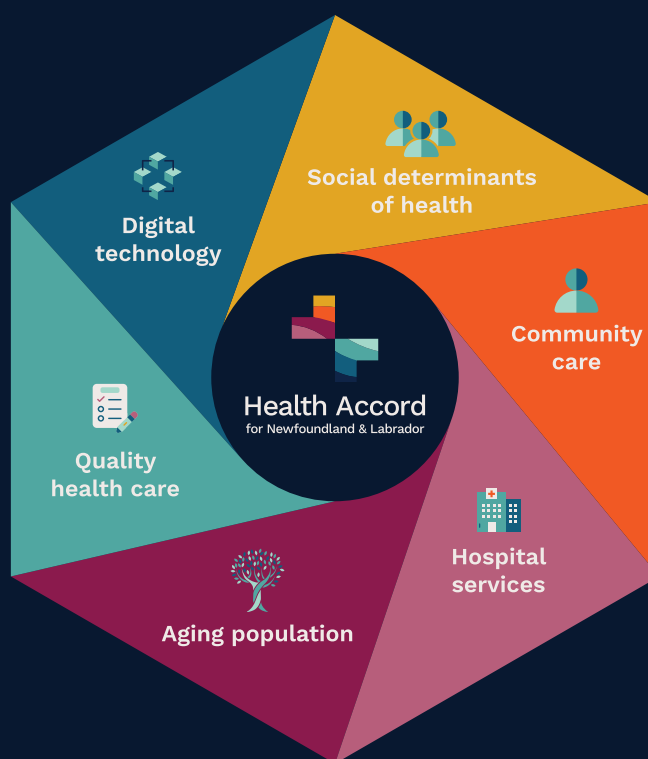 Social determinants
of health
Digital
technology
Community
care
Health Accord
for Newfoundland & Labrador
Quality
health care
Hospital
services
Aging population